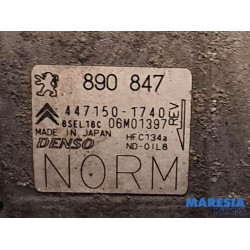 890 847
447150-1740
6SEL16C 06M01397
REV
MADE IN JAPAN HFC134a
DENSO ND-OIL8
NORM
MARESIA